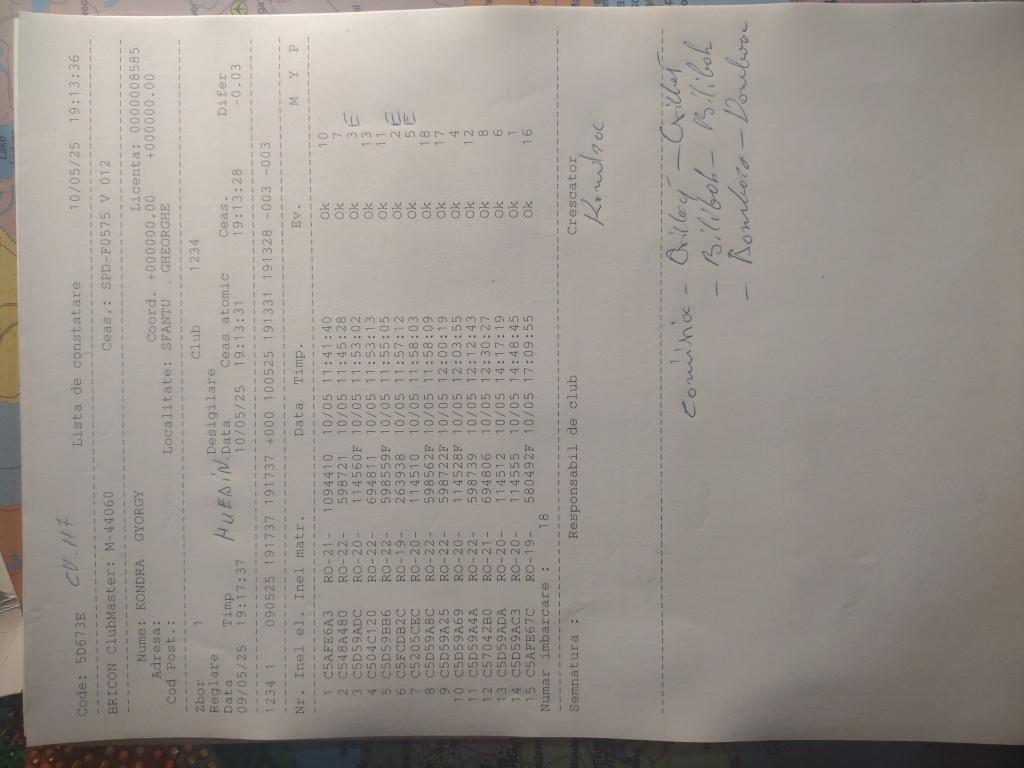 Code: 5D673E CV.117 Lista de constatare 10/05/25 19:13:36
BRICON ClubMaster: M-44060 Ceas.: SPD-F0575 V 012
Nume: KONDRA GYORGY Licenta: 0000008585
Adresa: Coord. +000000.00 +000000.00
Cod Post.: Localitate: SFANTU . GHEORGHE
Zbor 1 Club 1234
Reglare HUEDIN Desigilare
Data Timp Data Ceas atomic Ceas. Difer
09/05/25 19:17:37 10/05/25 19:13:31 19:13:28 -0.03
1234 1 090525 191737 191737 +000 100525 191331 191328 -003 -003
Nr. Inel el. Inel matr. Data Timp. Ev. M Y P
1 C5AFE6A3 RO-21- 1094410 10/05 11:41:40 Ok 10
2 C548A480 RO-22- 598721 10/05 11:45:28 Ok 7
3 C5D59ADC RO-20- 114560F 10/05 11:53:02 Ok 3 E
4 C504C120 RO-22- 694811 10/05 11:53:13 Ok 13
5 C5D59BB6 RO-22- 598559F 10/05 11:55:05 Ok 11
6 C5FCDB2C RO-19- 263938 10/05 11:57:12 Ok 2 E
7 C5205CEC RO-20- 114510 10/05 11:58:03 Ok 5 E
8 C5D59A8C RO-22- 598562F 10/05 11:58:09 Ok 18
9 C5D59A25 RO-22- 598722F 10/05 12:00:19 Ok 17
10 C5D59A69 RO-20- 114528F 10/05 12:03:55 Ok 4
11 C5D59A4A RO-22- 598739 10/05 12:12:43 Ok 12
12 C57042B0 RO-21- 694806 10/05 12:30:27 Ok 8
13 C5D59ADA RO-20- 114512 10/05 14:17:19 Ok 6
14 C5D59AC3 RO-20- 114555 10/05 14:48:45 Ok 1
15 C5AFE67C RO-19- 580492F 10/05 17:09:55 Ok 16
Numar imbarcare : 18
Semnatura : Responsabil de club Crescator
- Billibok - Billibok